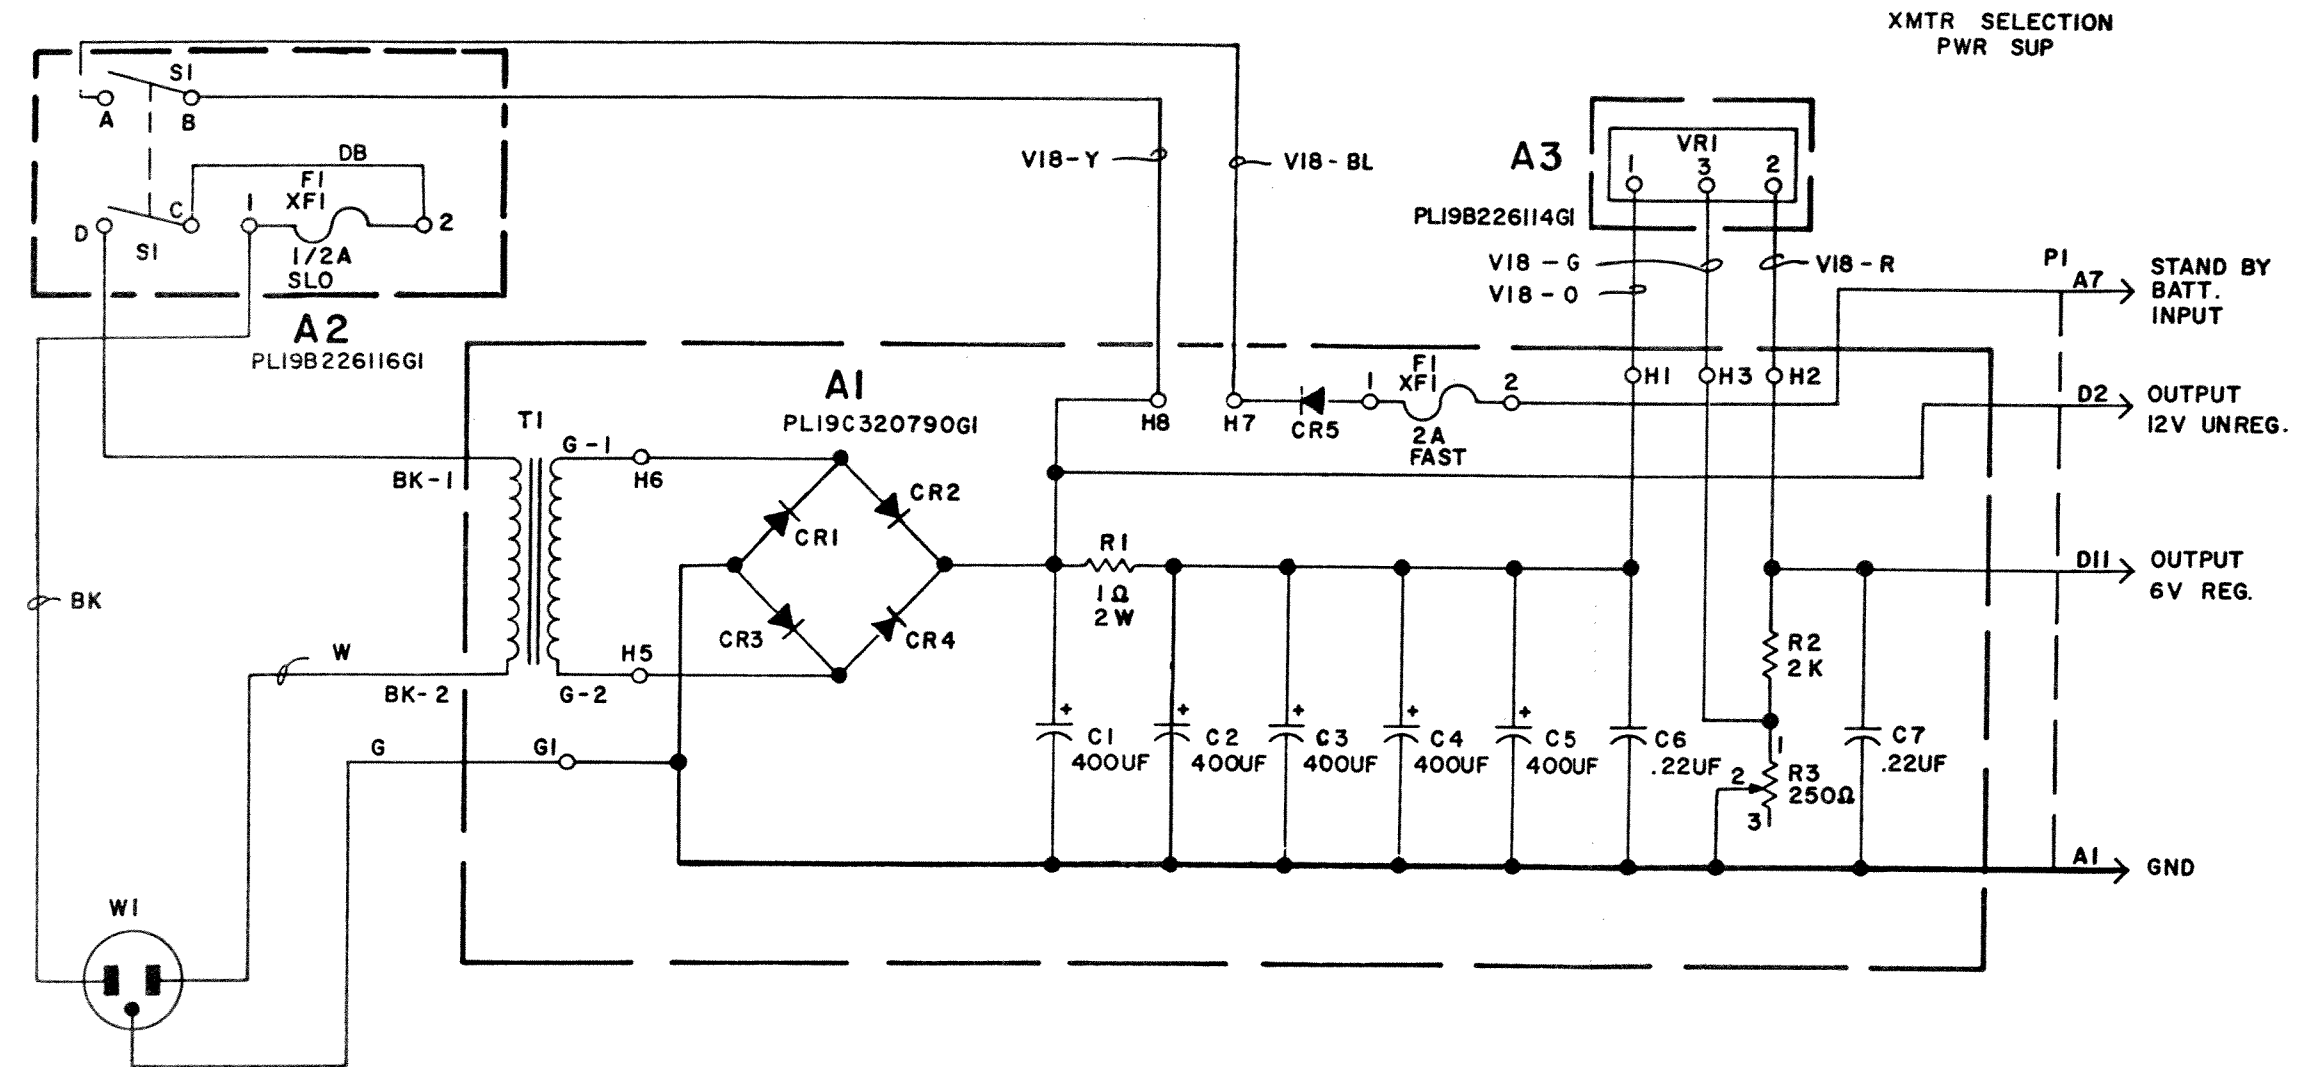 XMTR SELECTION
PWR SUP
S1
A
B
DB
F1
XF1
D
C
1
2
S1
1/2A
SLO
A2
PL19B226116G1
V18-Y
V18-BL
A3
VR1
1
3
2
PL19B226114G1
V18-G
V18-O
V18-R
P1
A7
STAND BY
BATT.
INPUT
A1
PL19C320790G1
F1
XF1
1
2
H1
H3
H2
H8
H7
CR5
2A
FAST
D2
OUTPUT
12V UNREG.
T1
G-1
H6
BK-1
CR2
CR1
R1
1Ω
2W
D11
OUTPUT
6V REG.
BK
CR3
CR4
W
H5
BK-2
G-2
R2
2K
G
G1
+
C1
400UF
+
C2
400UF
+
C3
400UF
+
C4
400UF
+
C5
400UF
C6
.22UF
1
2
R3
250Ω
3
C7
.22UF
A1
GND
W1